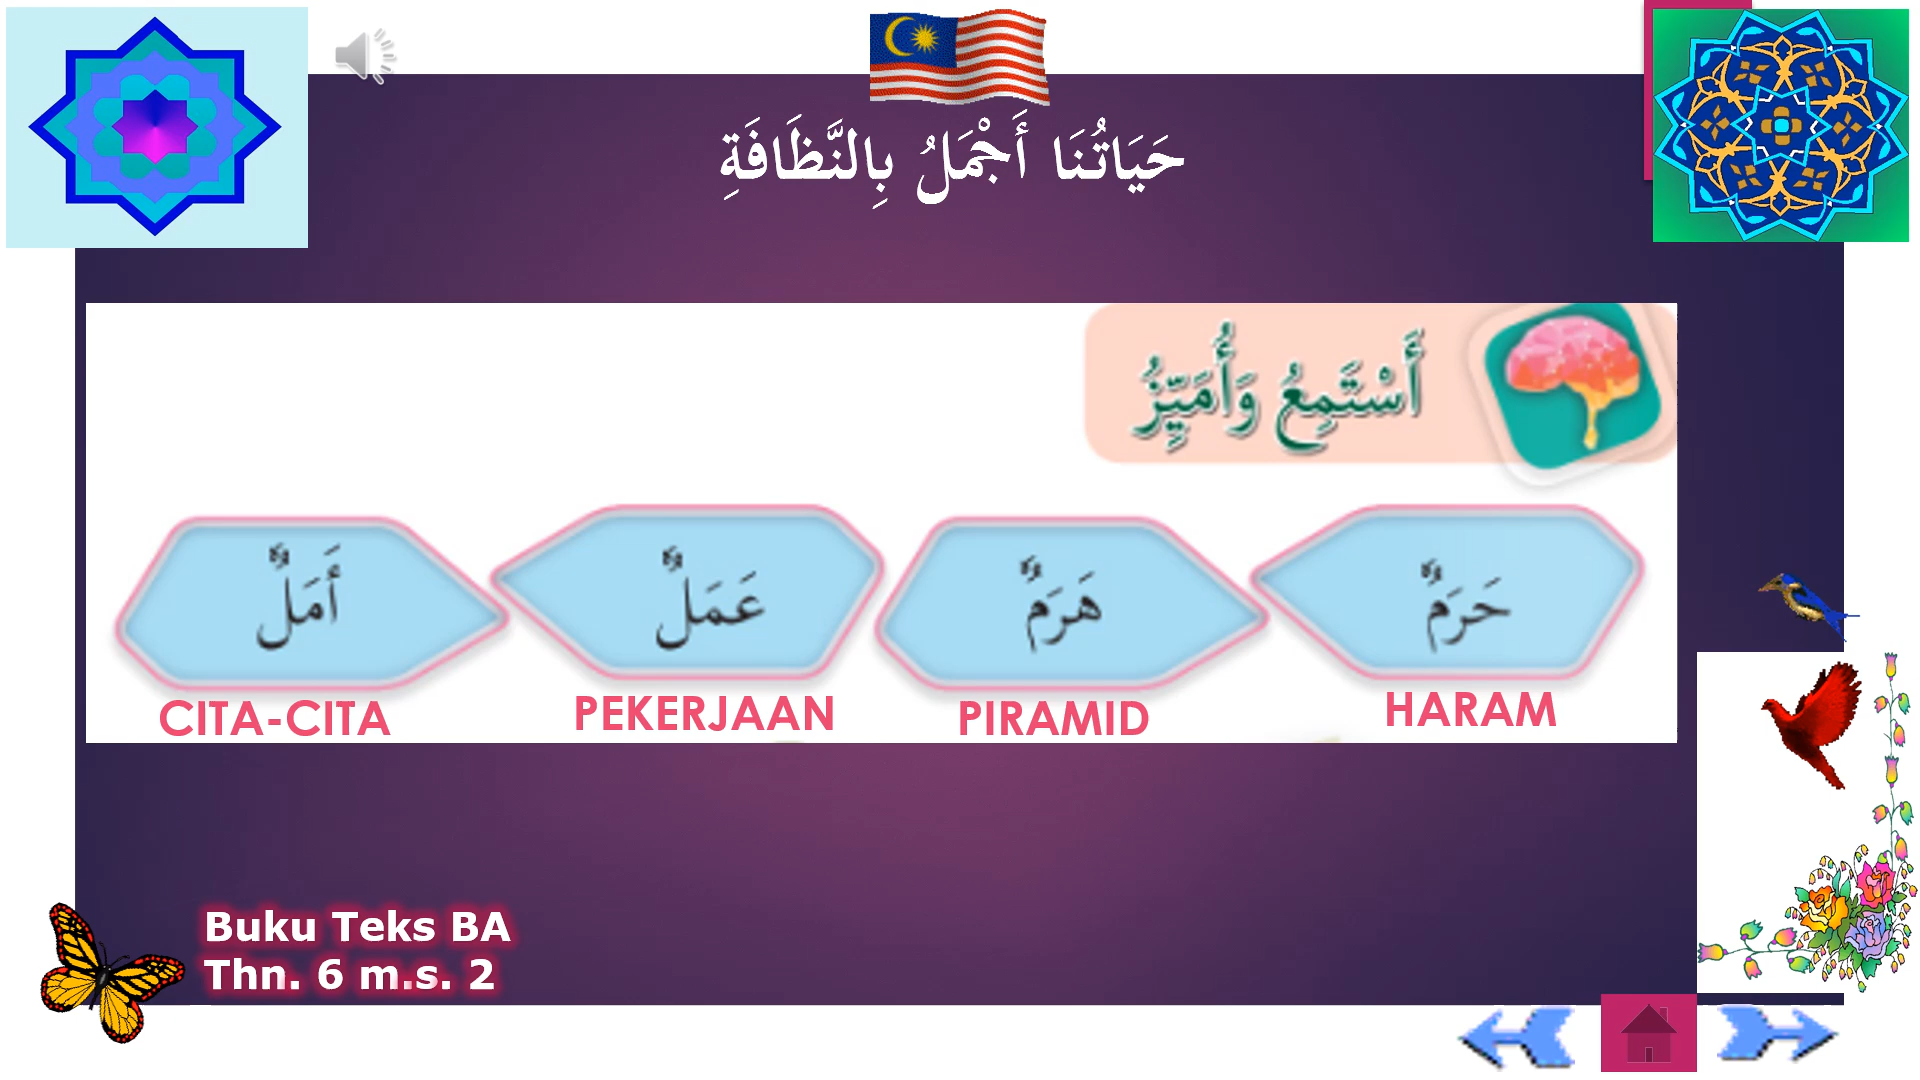 حَيَاتُنَا أَجْمَلُ بِالنَّظَافَةِ
أَسْتَمِعُ وَأُمَيِّزُ
حَرَمٌ هَرَمٌ عَمَلٌ أَمَلٌ
CITA-CITA PEKERJAAN PIRAMID HARAM
Buku Teks BA
Thn. 6 m.s. 2